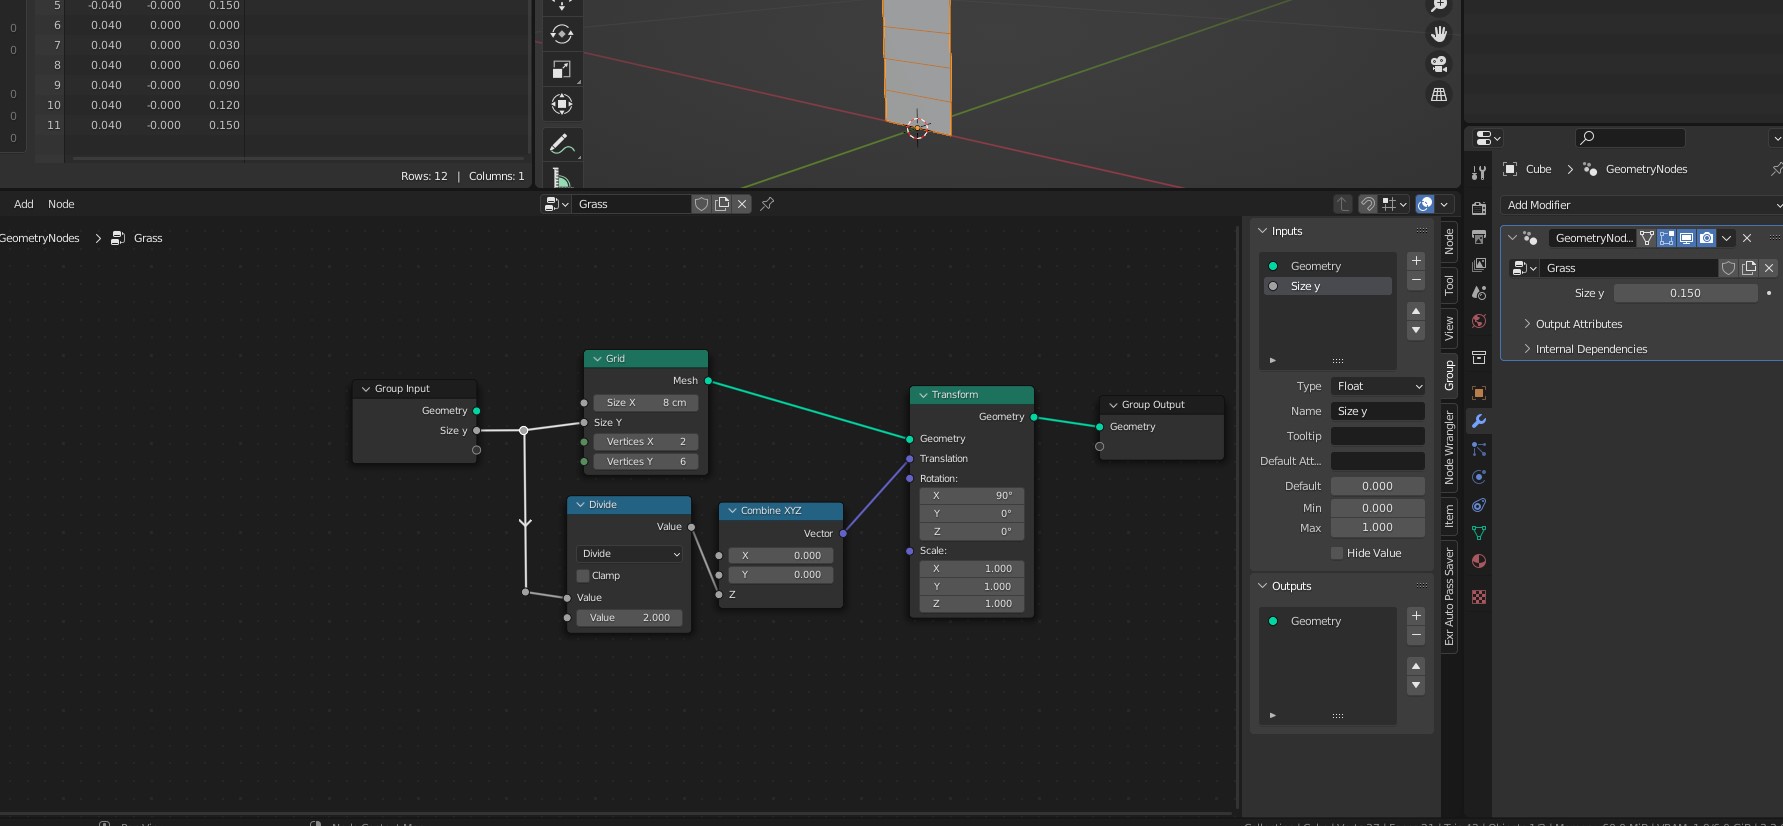 5 -0.040 -0.000 0.150
0 6 0.040 0.000 0.000
0 7 0.040 0.000 0.030
8 0.040 -0.000 0.060
0 9 0.040 -0.000 0.090
0 10 0.040 -0.000 0.120
0 11 0.040 -0.000 0.150
Rows: 12 | Columns: 1
Add Node
Grass
GeometryNodes > Grass
Group Input
Geometry
Size y
Grid
Mesh
Size X 8 cm
Size Y
Vertices X 2
Vertices Y 6
Divide
Value
Divide
Clamp
Value
Value 2.000
Combine XYZ
Vector
X 0.000
Y 0.000
Z
Transform
Geometry
Geometry
Translation
Rotation:
X 90°
Y 0°
Z 0°
Scale:
X 1.000
Y 1.000
Z 1.000
Group Output
Geometry
Inputs
Geometry
Size y
Type Float
Name Size y
Tooltip
Default Att...
Default 0.000
Min 0.000
Max 1.000
Hide Value
Outputs
Geometry
Node
Tool
View
Group
Node Wrangler
Item
Exr Auto Pass Saver
Cube > GeometryNodes
Add Modifier
GeometryNod...
Grass
Size y 0.150
Output Attributes
Internal Dependencies